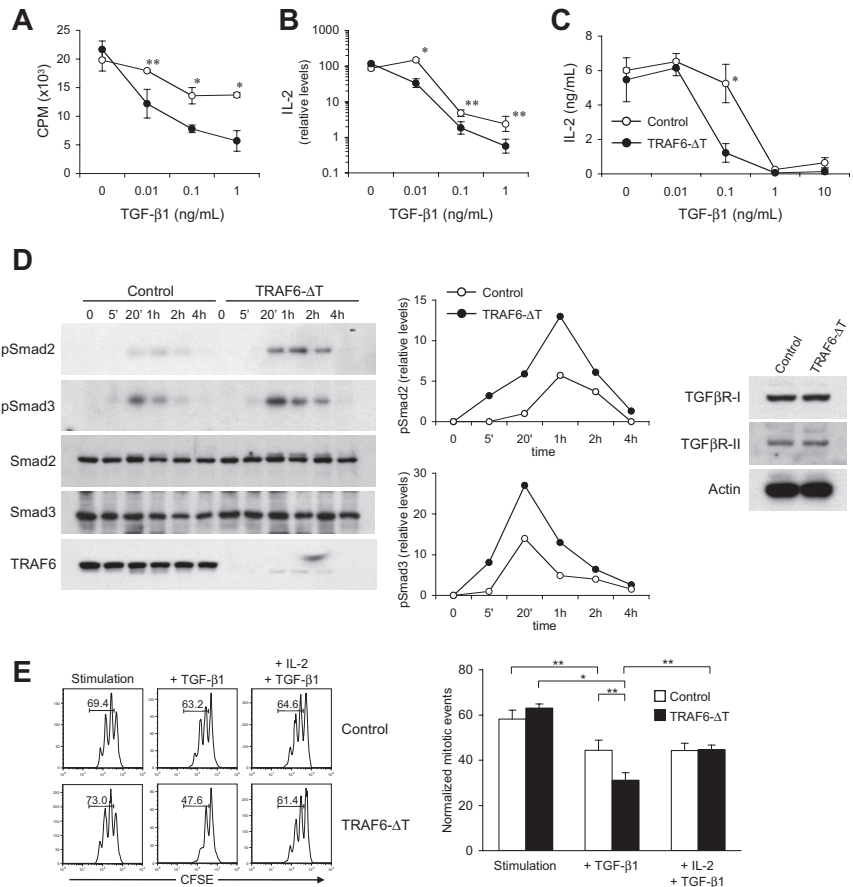 A
CPM (x10³)
25
20
15
10
5
0
**
*
*
0 0.01 0.1 1
TGF-β1 (ng/mL)
B
IL-2
(relative levels)
1000
100
10
1
0.1
*
**
**
0 0.01 0.1 1
TGF-β1 (ng/mL)
C
IL-2 (ng/mL)
8
6
4
2
0
*
Control
TRAF6-ΔT
0 0.01 0.1 1 10
TGF-β1 (ng/mL)
D
Control TRAF6-ΔT
0 5' 20' 1h 2h 4h 0 5' 20' 1h 2h 4h
pSmad2
pSmad3
Smad2
Smad3
TRAF6
Control
TRAF6-ΔT
pSmad2 (relative levels)
15
10
5
0
0 5' 20' 1h 2h 4h
time
pSmad3 (relative levels)
30
20
10
0
0 5' 20' 1h 2h 4h
time
Control
TRAF6-ΔT
TGFβR-I
TGFβR-II
Actin
E
Stimulation
+ TGF-β1
+ IL-2
+ TGF-β1
69.4
63.2
64.6
Control
73.0
47.6
61.4
TRAF6-ΔT
CFSE
Normalized mitotic events
80
60
40
20
0
**
*
**
**
Control
TRAF6-ΔT
Stimulation
+ TGF-β1
+ IL-2
+ TGF-β1